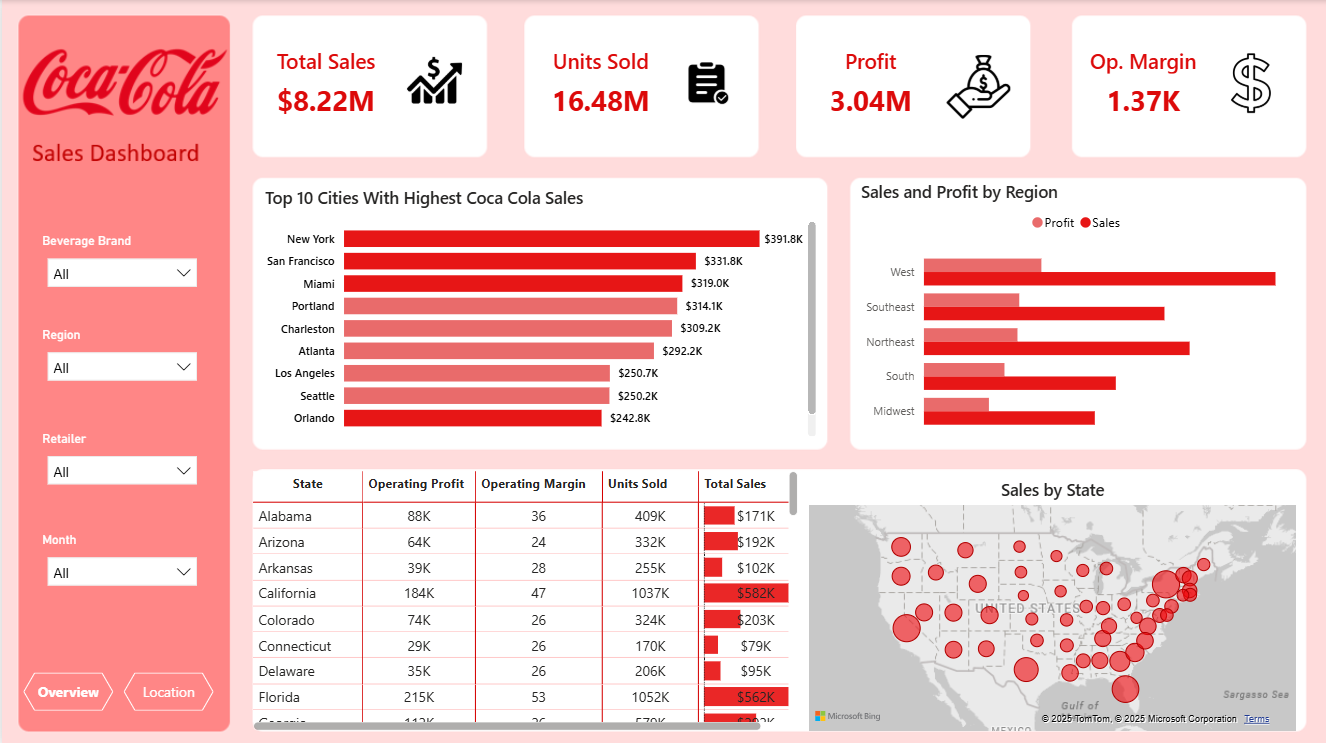 Coca-Cola
Sales Dashboard
Beverage Brand
All
Region
All
Retailer
All
Month
All
Overview
Location
Total Sales
$8.22M
Units Sold
16.48M
Profit
3.04M
Op. Margin
1.37K
Top 10 Cities With Highest Coca Cola Sales
New York $391.8K
San Francisco $331.8K
Miami $319.0K
Portland $314.1K
Charleston $309.2K
Atlanta $292.2K
Los Angeles $250.7K
Seattle $250.2K
Orlando $242.8K
Sales and Profit by Region
Profit Sales
West
Southeast
Northeast
South
Midwest
State Operating Profit Operating Margin Units Sold Total Sales
Alabama 88K 36 409K $171K
Arizona 64K 24 332K $192K
Arkansas 39K 28 255K $102K
California 184K 47 1037K $582K
Colorado 74K 26 324K $203K
Connecticut 29K 26 170K $79K
Delaware 35K 26 206K $95K
Florida 215K 53 1052K $562K
Sales by State
UNITED STATES
Sargasso Sea
Gulf of
MEXICO
Microsoft Bing
© 2025 TomTom, © 2025 Microsoft Corporation Terms